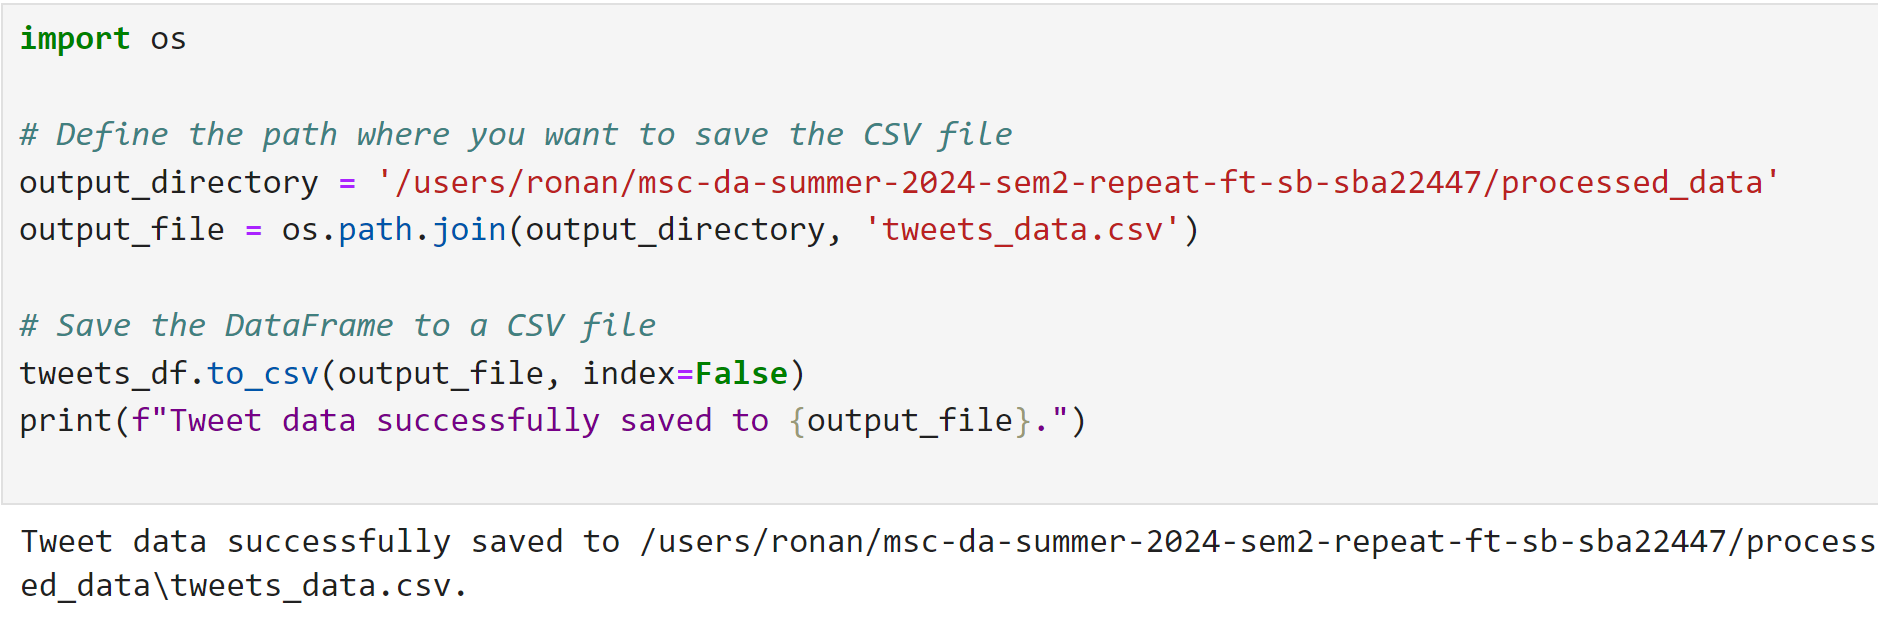 import os
# Define the path where you want to save the CSV file
output_directory = '/users/ronan/msc-da-summer-2024-sem2-repeat-ft-sb-sba22447/processed_data'
output_file = os.path.join(output_directory, 'tweets_data.csv')
# Save the DataFrame to a CSV file
tweets_df.to_csv(output_file, index=False)
print(f"Tweet data successfully saved to {output_file}.")
Tweet data successfully saved to /users/ronan/msc-da-summer-2024-sem2-repeat-ft-sb-sba22447/process
ed_data\tweets_data.csv.